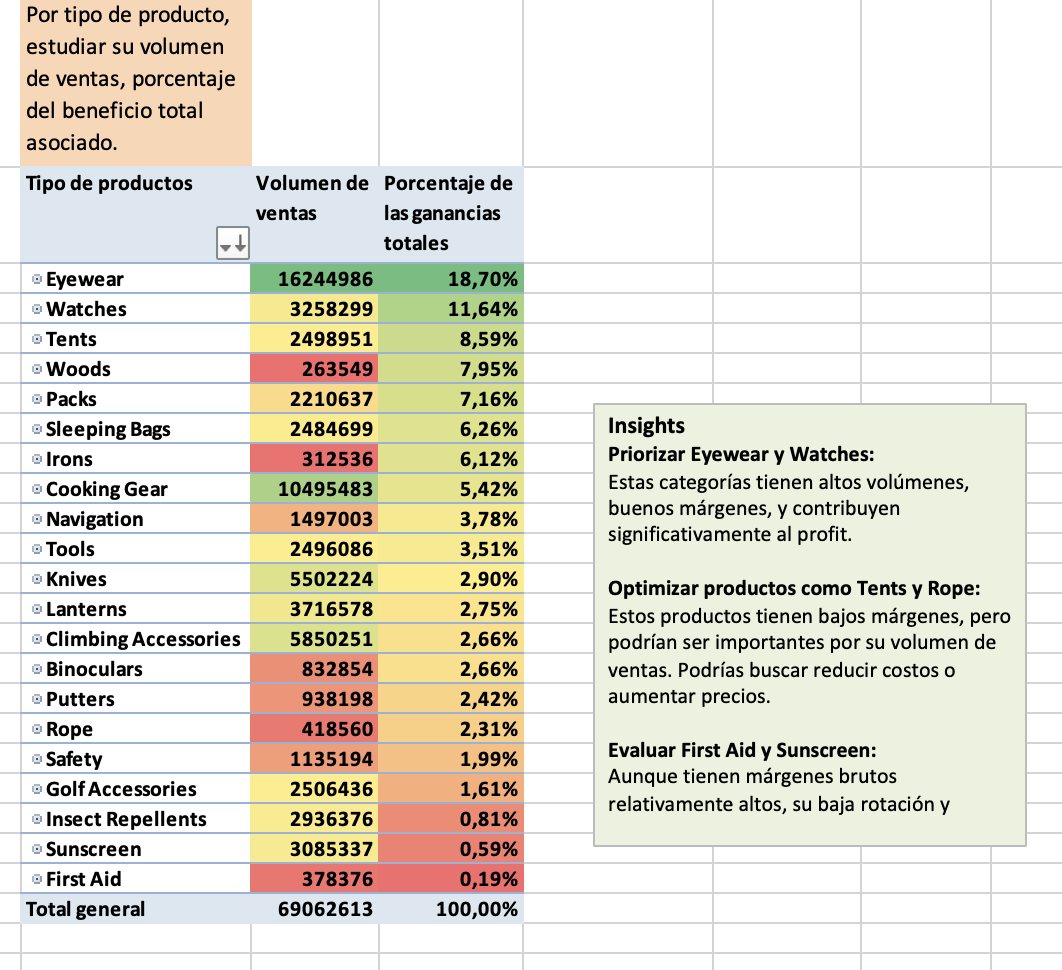 Por tipo de producto,
estudiar su volumen
de ventas, porcentaje
del beneficio total
asociado.
Tipo de productos Volumen de ventas Porcentaje de las ganancias totales
Eyewear 16244986 18,70%
Watches 3258299 11,64%
Tents 2498951 8,59%
Woods 263549 7,95%
Packs 2210637 7,16%
Sleeping Bags 2484699 6,26%
Irons 312536 6,12%
Cooking Gear 10495483 5,42%
Navigation 1497003 3,78%
Tools 2496086 3,51%
Knives 5502224 2,90%
Lanterns 3716578 2,75%
Climbing Accessories 5850251 2,66%
Binoculars 832854 2,66%
Putters 938198 2,42%
Rope 418560 2,31%
Safety 1135194 1,99%
Golf Accessories 2506436 1,61%
Insect Repellents 2936376 0,81%
Sunscreen 3085337 0,59%
First Aid 378376 0,19%
Total general 69062613 100,00%
Insights
Priorizar Eyewear y Watches:
Estas categorías tienen altos volúmenes,
buenos márgenes, y contribuyen
significativamente al profit.
Optimizar productos como Tents y Rope:
Estos productos tienen bajos márgenes, pero
podrían ser importantes por su volumen de
ventas. Podrías buscar reducir costos o
aumentar precios.
Evaluar First Aid y Sunscreen:
Aunque tienen márgenes brutos
relativamente altos, su baja rotación y